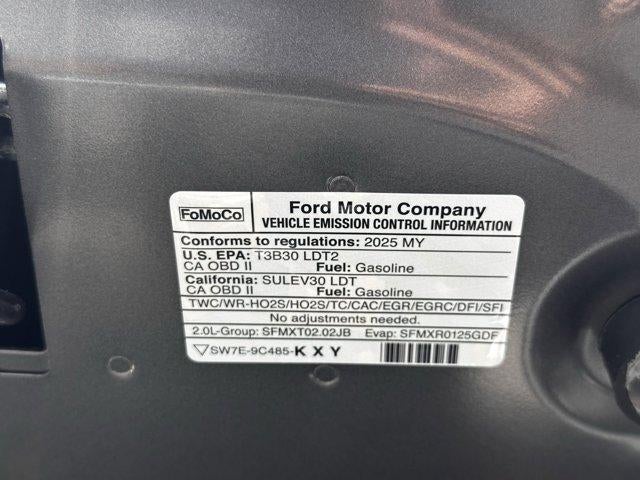 FoMoCo
Ford Motor Company
VEHICLE EMISSION CONTROL INFORMATION
Conforms to regulations: 2025 MY
U.S. EPA: T3B30 LDT2
CA OBD II Fuel: Gasoline
California: SULEV30 LDT
CA OBD II Fuel: Gasoline
TWC/WR-HO2S/HO2S/TC/CAC/EGR/EGRC/DFI/SFI
No adjustments needed.
2.0L-Group: SFMXT02.02JB Evap: SFMXR0125GDF
SW7E-9C485-K X Y